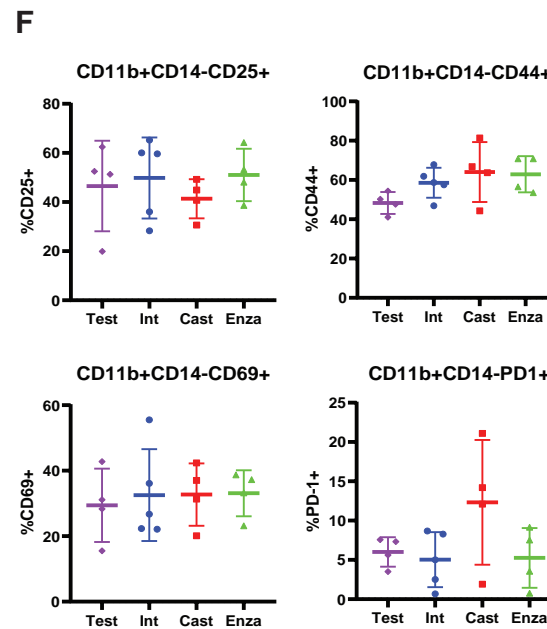 F
CD11b+CD14-CD25+
%CD25+
80
60
40
20
0
Test Int Cast Enza
CD11b+CD14-CD44+
%CD44+
100
80
60
40
20
0
Test Int Cast Enza
CD11b+CD14-CD69+
%CD69+
60
40
20
0
Test Int Cast Enza
CD11b+CD14-PD1+
%PD-1+
25
20
15
10
5
0
Test Int Cast Enza